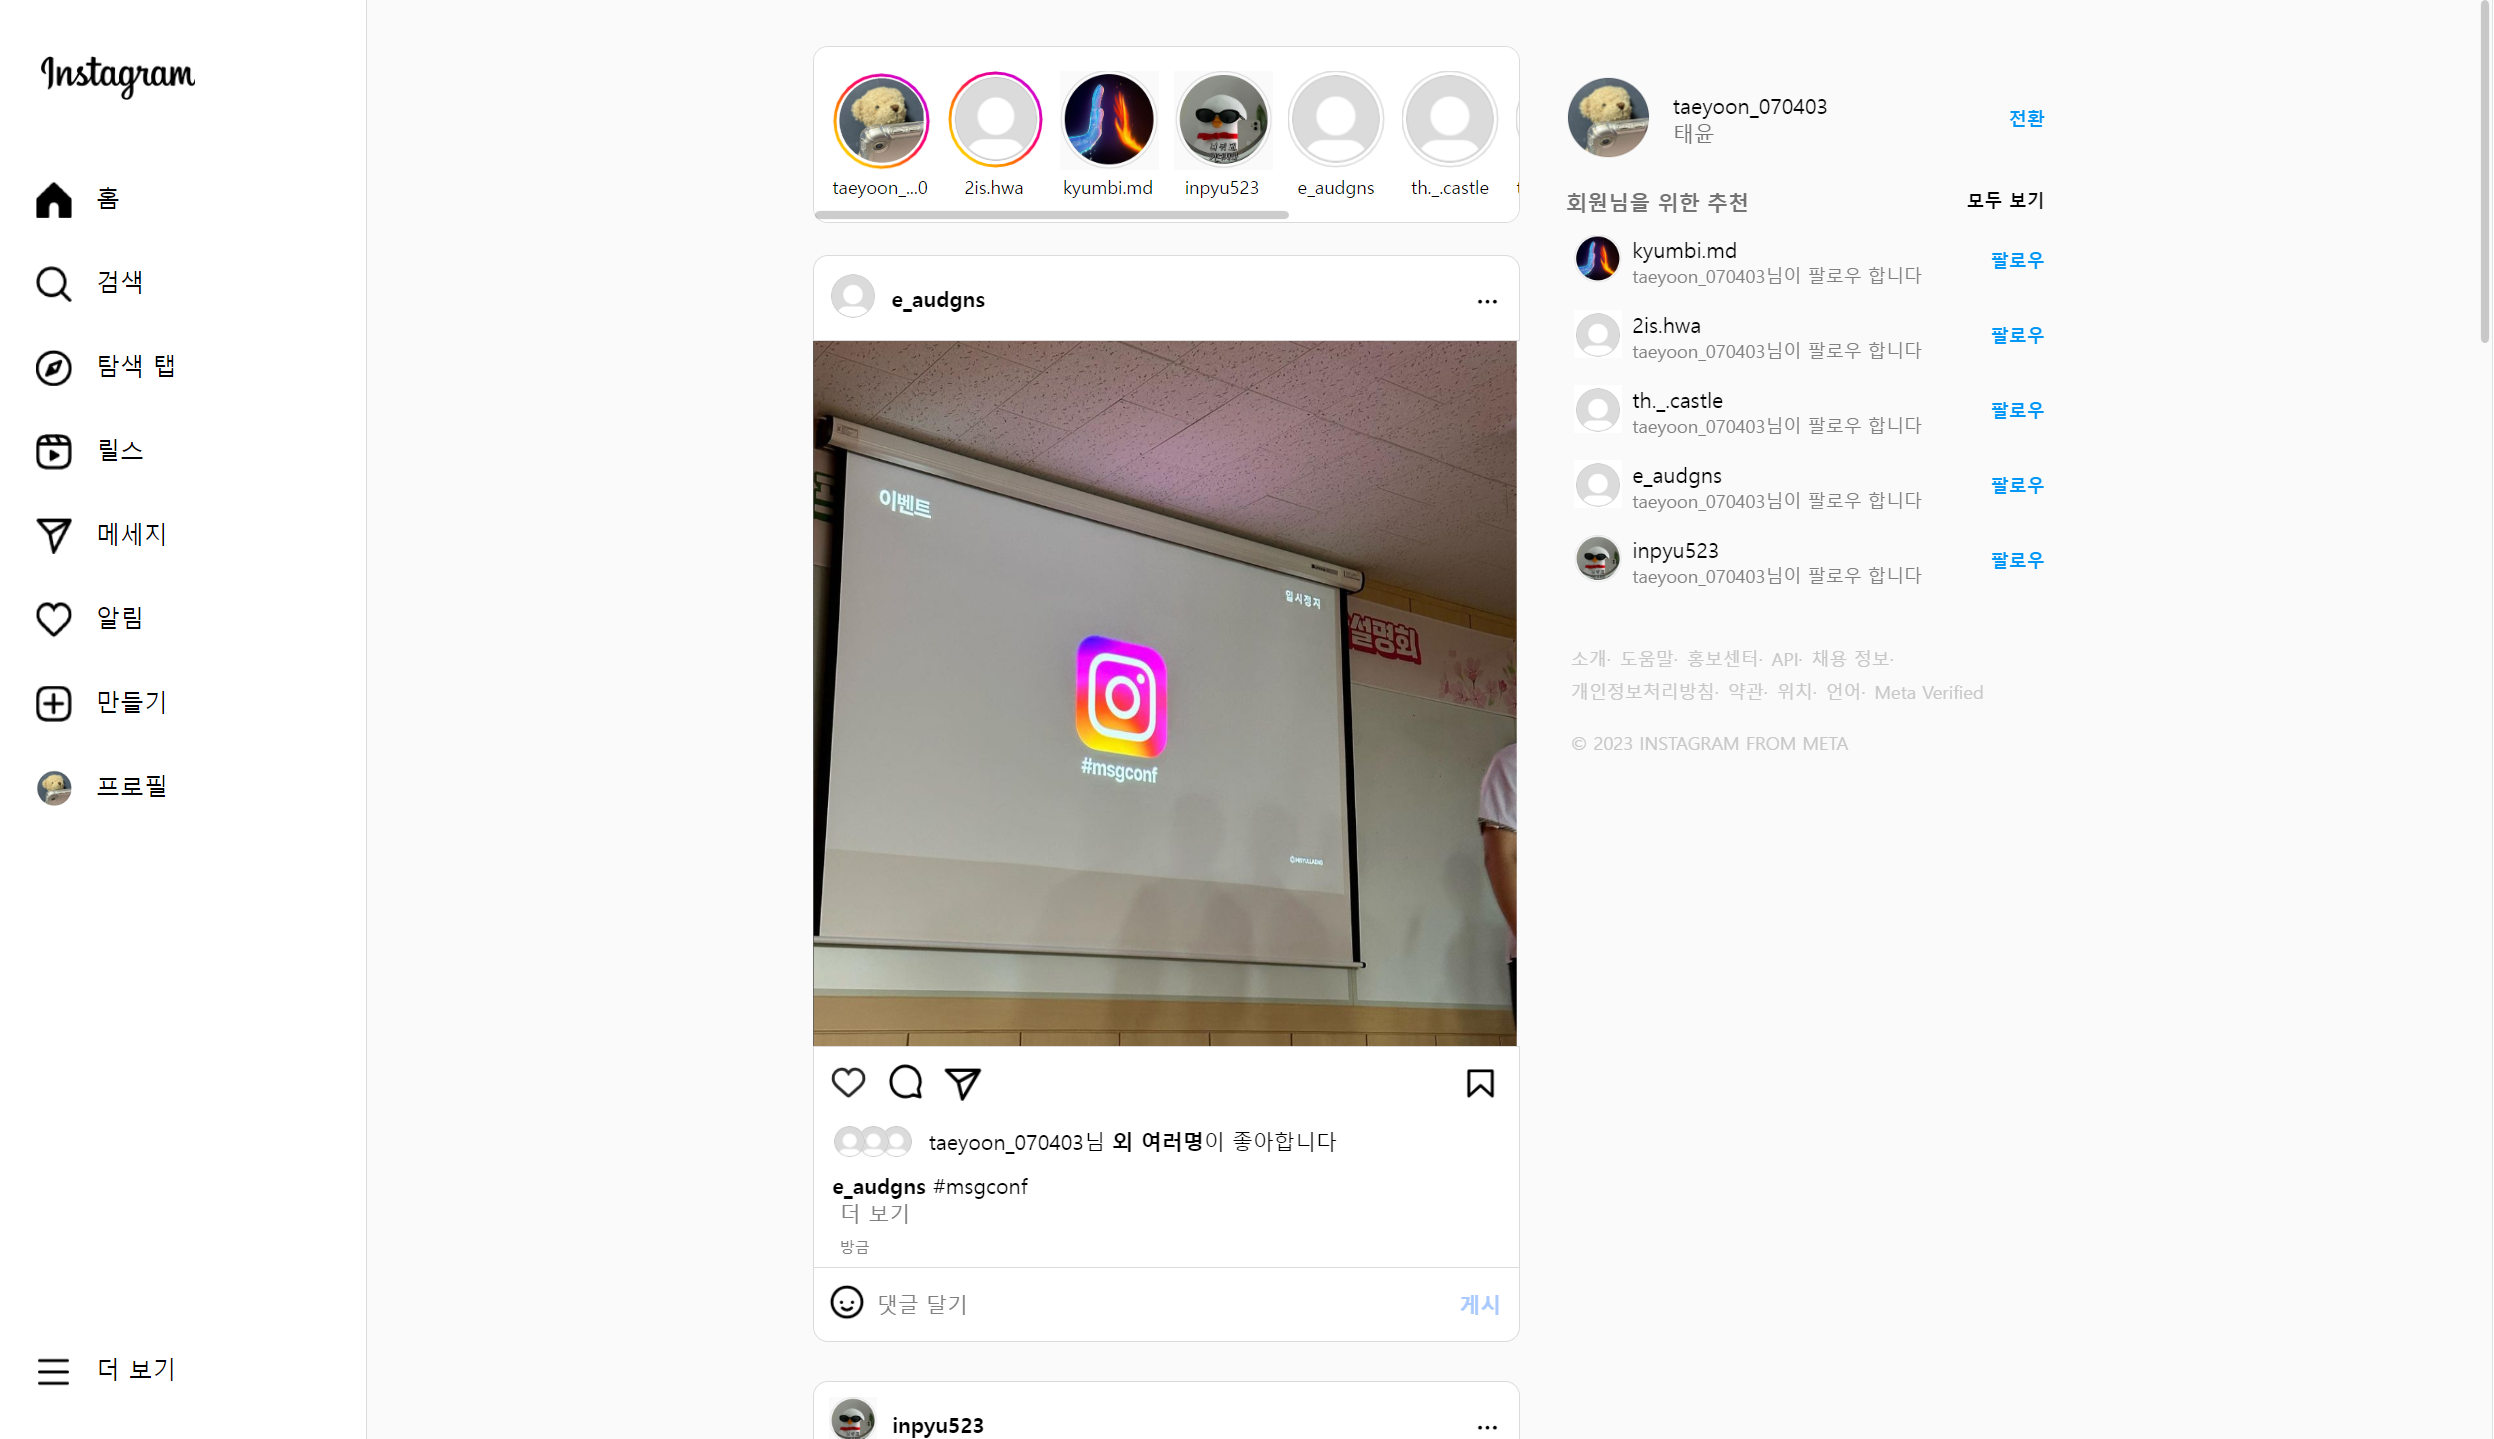 Instagram
홈
검색
탐색 탭
릴스
메세지
알림
만들기
프로필
더 보기
taeyoon_...0
2is.hwa
kyumbi.md
inpyu523
e_audgns
th._.castle
e_audgns
이벤트
일시정지
설명회
#msgconf
taeyoon_070403님 외 여러명이 좋아합니다
e_audgns #msgconf
더 보기
방금
댓글 달기
게시
inpyu523
taeyoon_070403
태윤
전환
회원님을 위한 추천
모두 보기
kyumbi.md
taeyoon_070403님이 팔로우 합니다
팔로우
2is.hwa
taeyoon_070403님이 팔로우 합니다
팔로우
th._.castle
taeyoon_070403님이 팔로우 합니다
팔로우
e_audgns
taeyoon_070403님이 팔로우 합니다
팔로우
inpyu523
taeyoon_070403님이 팔로우 합니다
팔로우
소개· 도움말· 홍보센터· API· 채용 정보·
개인정보처리방침· 약관· 위치· 언어· Meta Verified
© 2023 INSTAGRAM FROM META